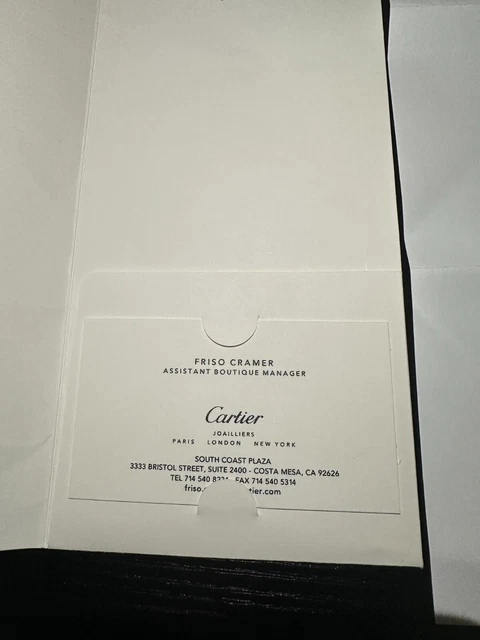 FRISO CRAMER
ASSISTANT BOUTIQUE MANAGER
Cartier
JOAILLIERS
PARIS LONDON NEW YORK
SOUTH COAST PLAZA
3333 BRISTOL STREET, SUITE 2400 - COSTA MESA, CA 92626
TEL 714 540 FAX 714 540 5314